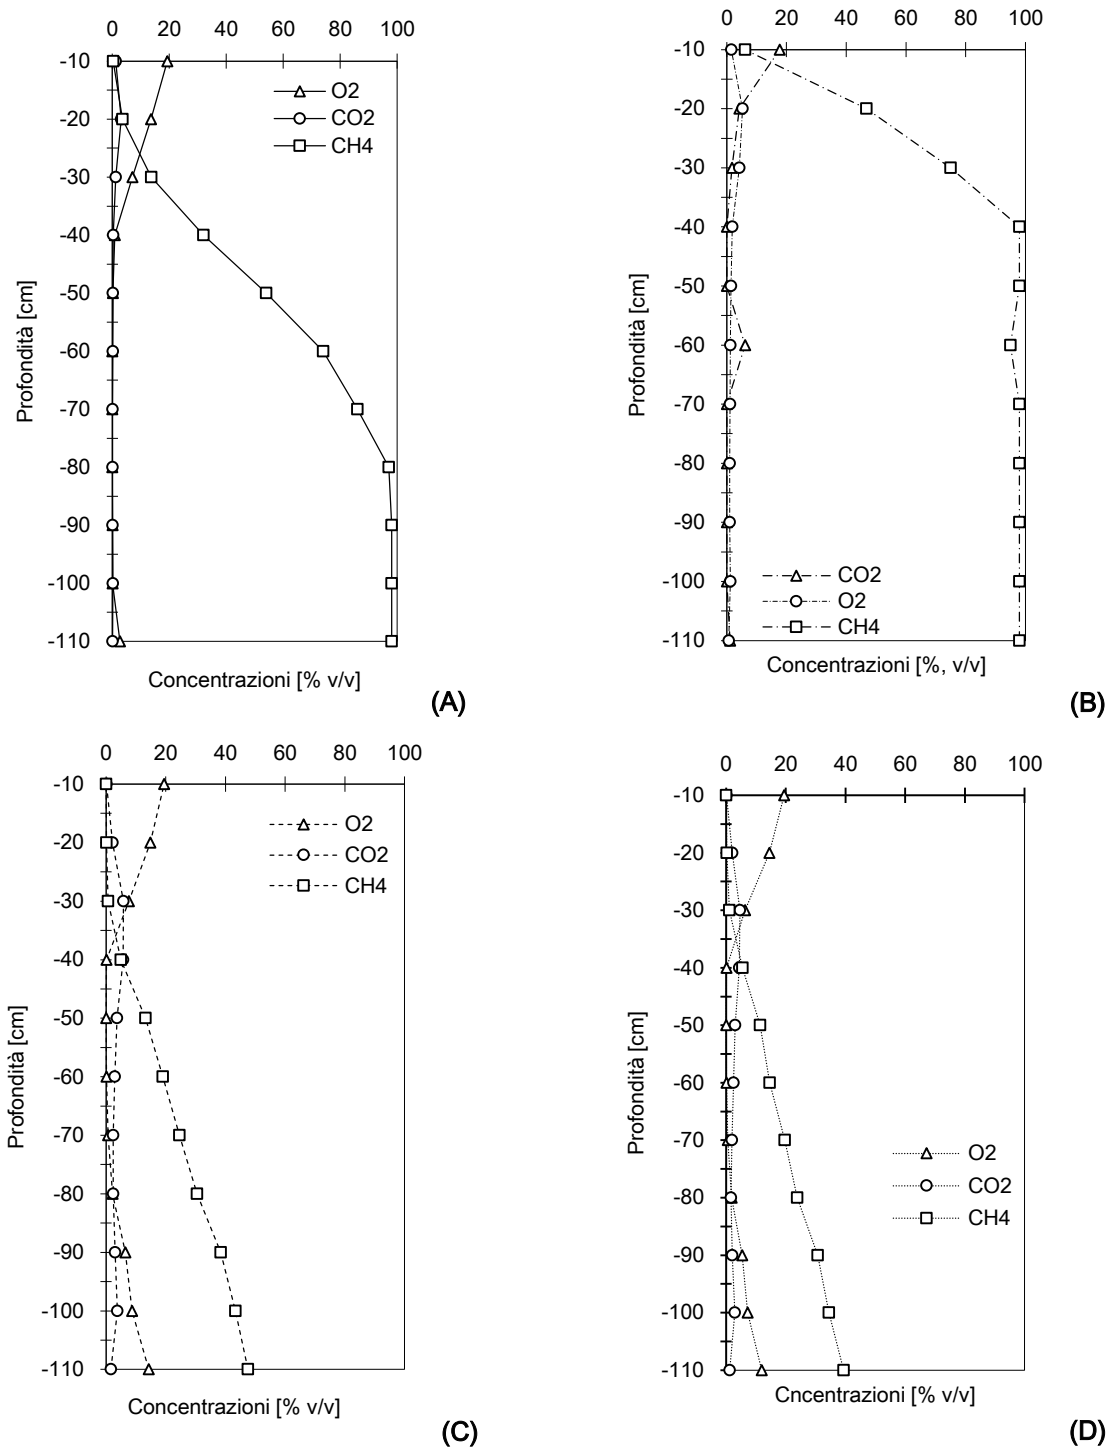 0 20 40 60 80 100
-10
-20
-30
-40
-50
-60
-70
-80
-90
-100
-110
Profondità [cm]
O2
CO2
CH4
Concentrazioni [% v/v]
(A)
0 20 40 60 80 100
-10
-20
-30
-40
-50
-60
-70
-80
-90
-100
-110
Profondità [cm]
CO2
O2
CH4
Concentrazioni [%, v/v]
(B)
0 20 40 60 80 100
-10
-20
-30
-40
-50
-60
-70
-80
-90
-100
-110
Profondità [cm]
O2
CO2
CH4
Concentrazioni [% v/v]
(C)
0 20 40 60 80 100
-10
-20
-30
-40
-50
-60
-70
-80
-90
-100
-110
Profondità [cm]
O2
CO2
CH4
Cncentrazioni [% v/v]
(D)